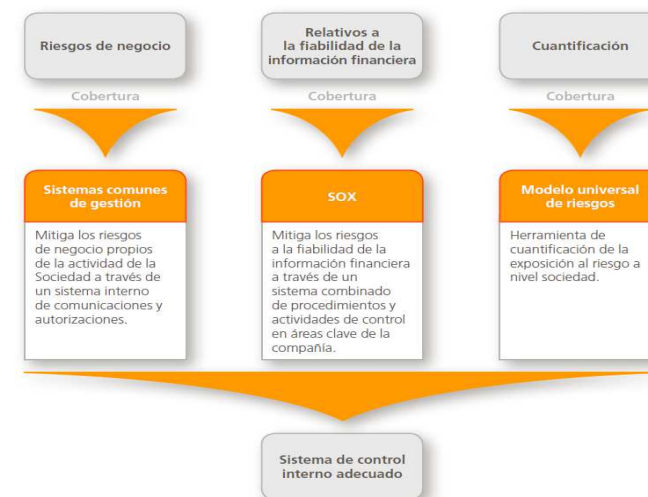 Riesgos de negocio
Relativos a
la fiabilidad de la
información financiera
Cuantificación
Cobertura
Cobertura
Cobertura
Sistemas comunes
de gestión
Mitiga los riesgos
de negocio propios
de la actividad de la
Sociedad a través de
un sistema interno
de comunicaciones y
autorizaciones.
SOX
Mitiga los riesgos
a la fiabilidad de la
información financiera
a través de un
sistema combinado
de procedimientos y
actividades de control
en áreas clave de la
compañía.
Modelo universal
de riesgos
Herramienta de
cuantificación de la
exposición al riesgo a
nivel sociedad.
Sistema de control
interno adecuado